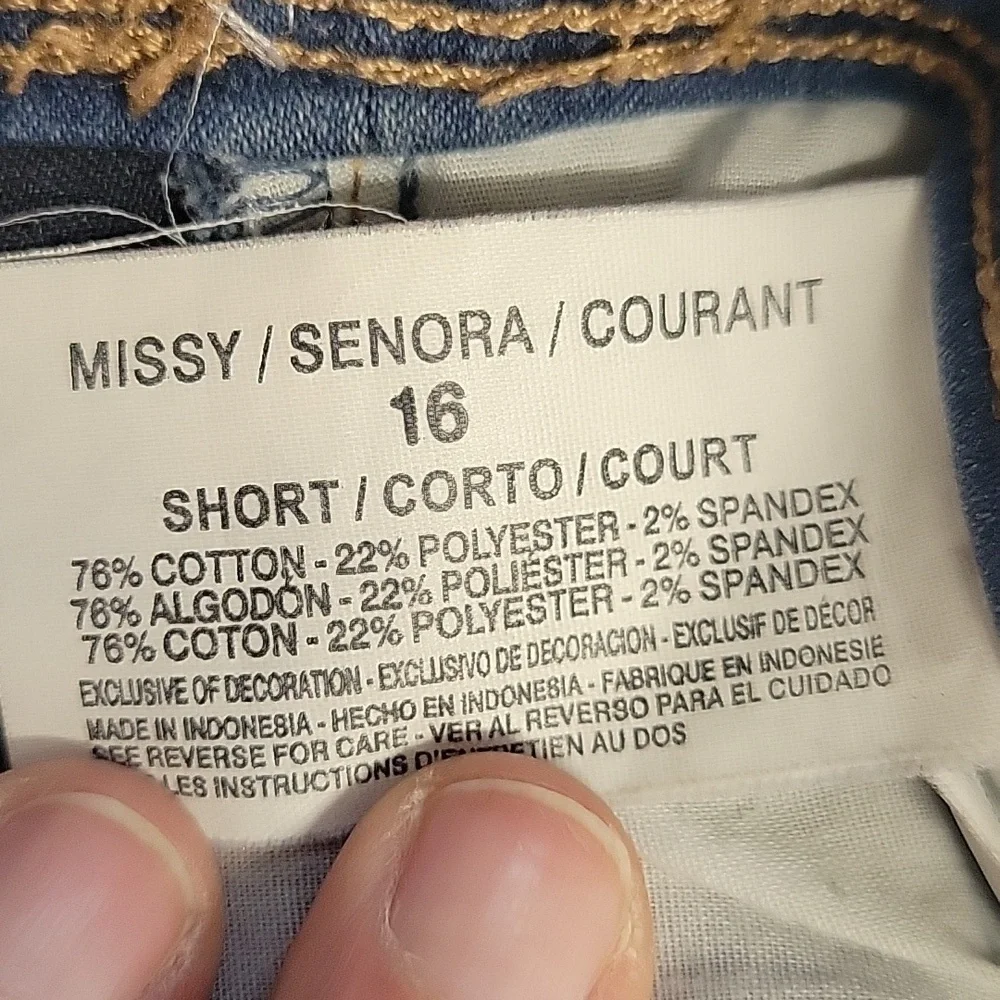 MISSY / SENORA / COURANT
16
SHORT / CORTO / COURT
76% COTTON - 22% POLYESTER - 2% SPANDEX
76% ALGODÓN - 22% POLIÉSTER - 2% SPANDEX
76% COTON - 22% POLYESTER - 2% SPANDEX
EXCLUSIVE OF DECORATION - EXCLUSIVO DE DECORACION - EXCLUSIF DE DÉCOR
MADE IN INDONESIA - HECHO EN INDONESIA - FABRIQUE EN INDONESIE
SEE REVERSE FOR CARE - VER AL REVERSO PARA EL CUIDADO
LES INSTRUCTIONS AU DOS